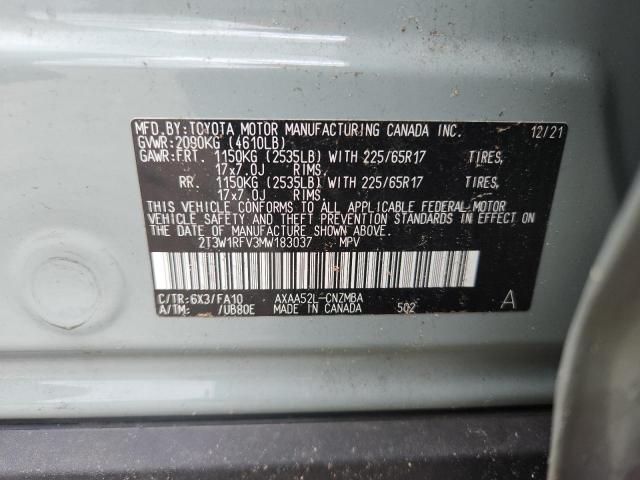 MFD.BY:TOYOTA MOTOR MANUFACTURING CANADA INC. 12/21
GVWR:2090KG (4610LB)
GAWR:FRT. 1150KG (2535LB) WITH 225/65R17 TIRES,
17x7.0J RIMS.
RR. 1150KG (2535LB) WITH 225/65R17 TIRES,
17x7.0J RIMS.
THIS VEHICLE CONFORMS TO ALL APPLICABLE FEDERAL MOTOR
VEHICLE SAFETY AND THEFT PREVENTION STANDARDS IN EFFECT ON
THE DATE OF MANUFACTURE SHOWN ABOVE.
2T3W1RFV3MW183037 MPV
C/TR:6X3/FA10 AXAA52L-CNZMBA A
A/TM: /UB80E MADE IN CANADA 502